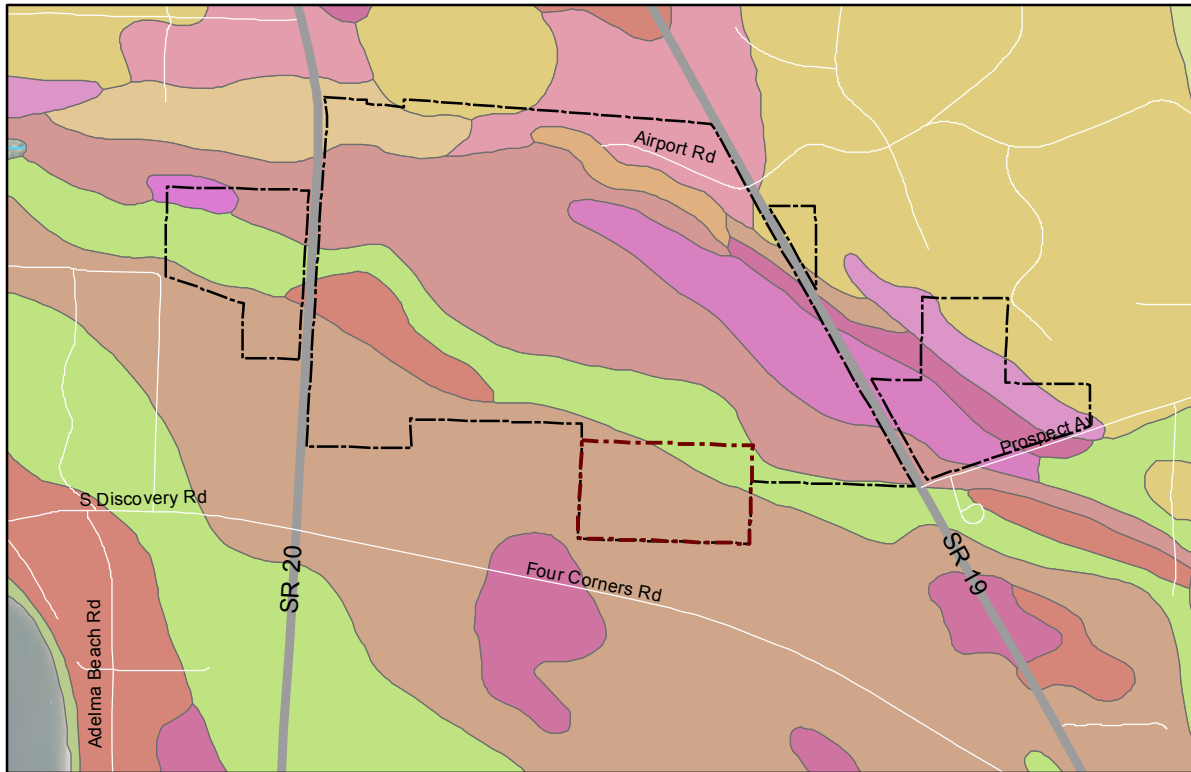 Airport Rd
Prospect Av
S Discovery Rd
SR 20
Four Corners Rd
SR 19
Adelma Beach Rd